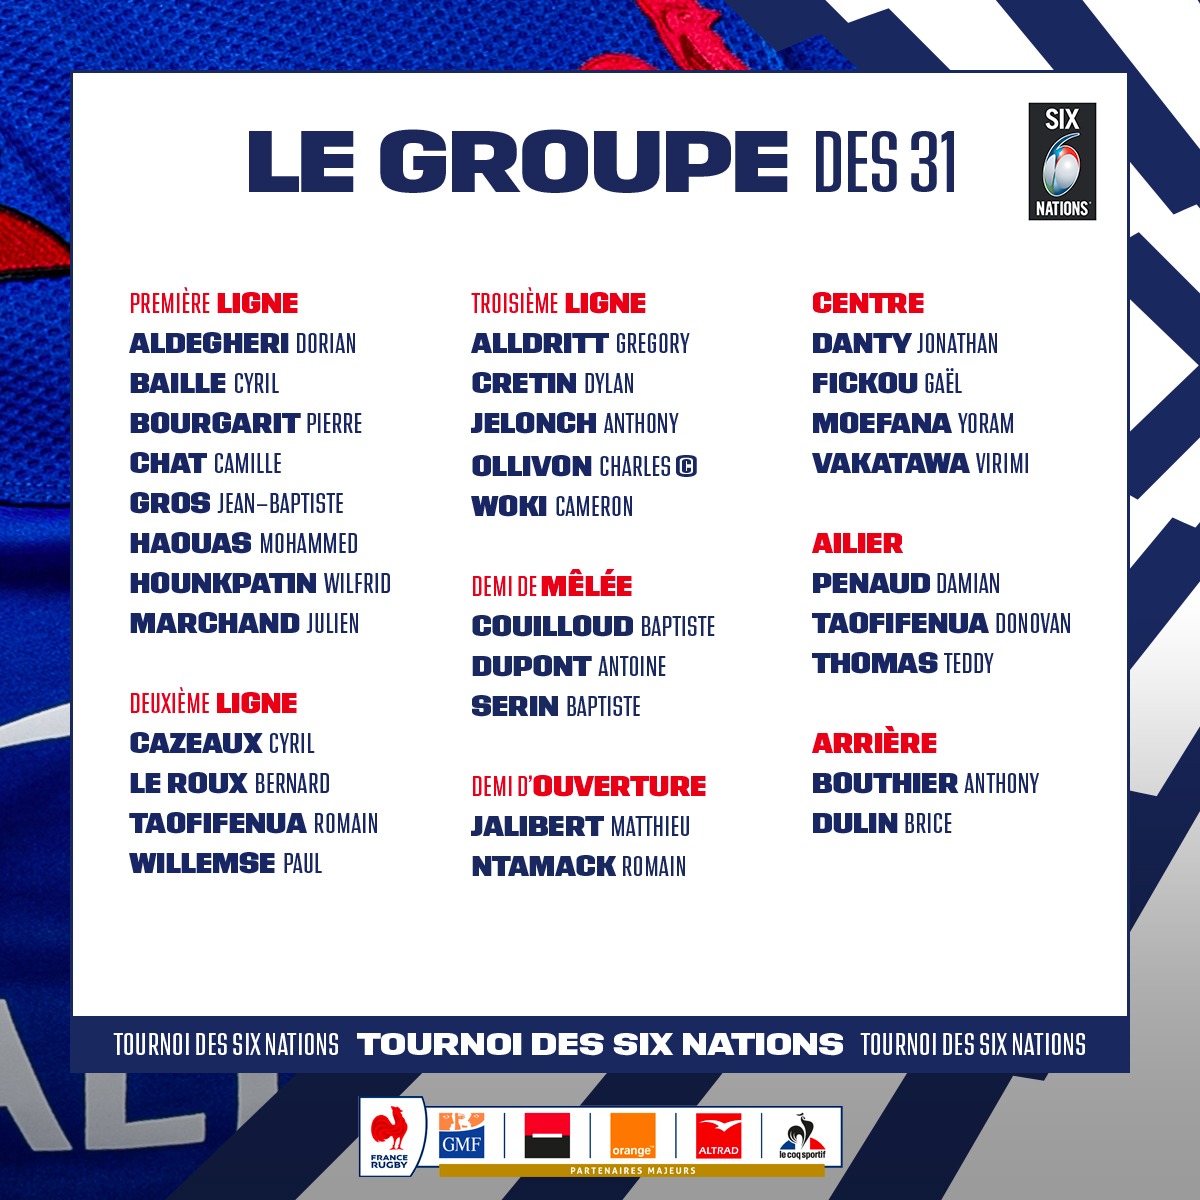 LE GROUPE DES 31
SIX
NATIONS
PREMIÈRE LIGNE
ALDEGHERI DORIAN
BAILLE CYRIL
BOURGARIT PIERRE
CHAT CAMILLE
GROS JEAN-BAPTISTE
HAOUAS MOHAMMED
HOUNKPATIN WILFRID
MARCHAND JULIEN
DEUXIÈME LIGNE
CAZEAUX CYRIL
LE ROUX BERNARD
TAOFIFENUA ROMAIN
WILLEMSE PAUL
TROISIÈME LIGNE
ALLDRITT GREGORY
CRETIN DYLAN
JELONCH ANTHONY
OLLIVON CHARLES ©
WOKI CAMERON
DEMI DE MÊLÉE
COUILLOUD BAPTISTE
DUPONT ANTOINE
SERIN BAPTISTE
DEMI D'OUVERTURE
JALIBERT MATTHIEU
NTAMACK ROMAIN
CENTRE
DANTY JONATHAN
FICKOU GAËL
MOEFANA YORAM
VAKATAWA VIRIMI
AILIER
PENAUD DAMIAN
TAOFIFENUA DONOVAN
THOMAS TEDDY
ARRIÈRE
BOUTHIER ANTHONY
DULIN BRICE
TOURNOI DES SIX NATIONS TOURNOI DES SIX NATIONS TOURNOI DES SIX NATIONS
FRANCE
RUGBY
GMF
orange™
ALTRAD
le coq sportif
PARTENAIRES MAJEURS